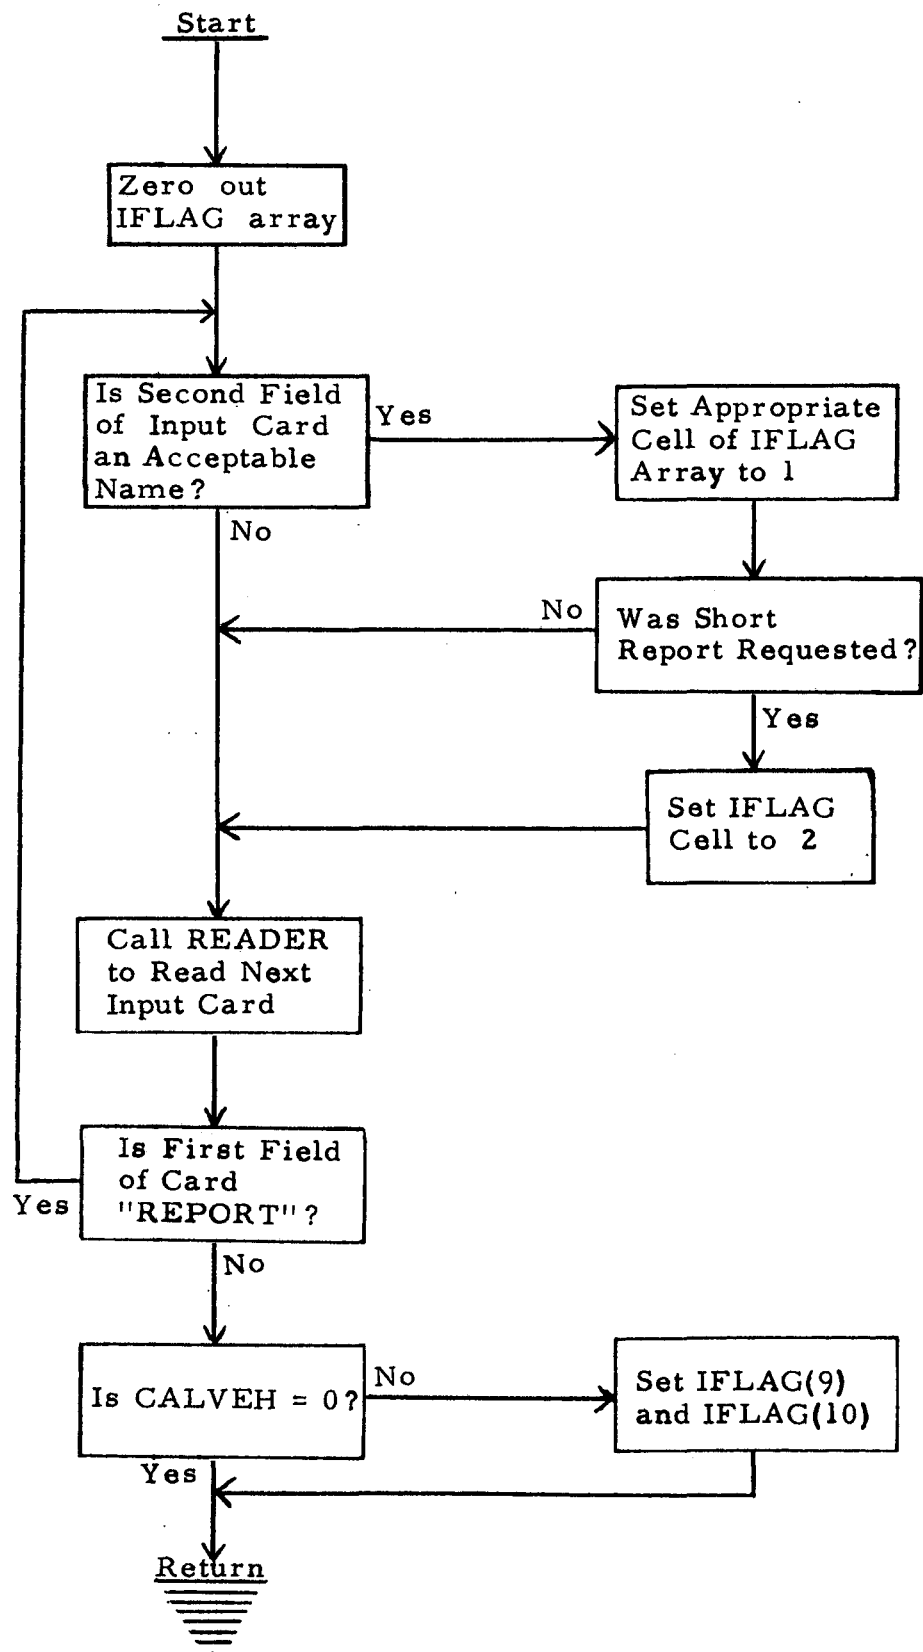 Start
Zero out
IFLAG array
Is Second Field
of Input Card
an Acceptable
Name?
Yes
Set Appropriate
Cell of IFLAG
Array to 1
No
No
Was Short
Report Requested?
Yes
Set IFLAG
Cell to 2
Call READER
to Read Next
Input Card
Is First Field
of Card
"REPORT"?
Yes
No
Is CALVEH = 0?
No
Set IFLAG(9)
and IFLAG(10)
Yes
Return